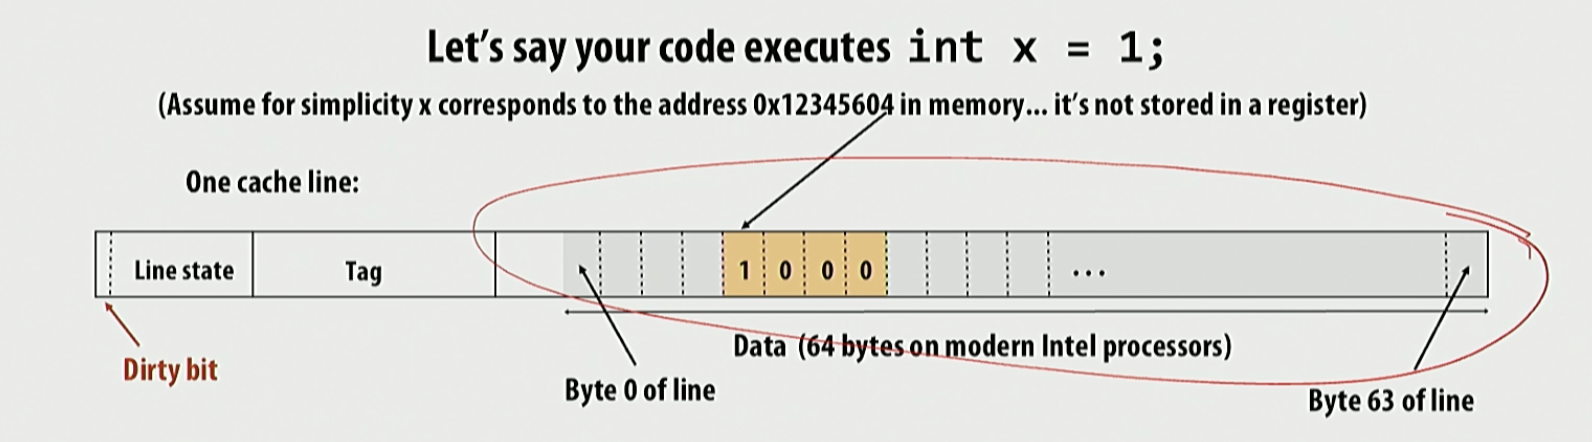 Let's say your code executes int x = 1;
(Assume for simplicity x corresponds to the address 0x12345604 in memory... it's not stored in a register)
One cache line:
Line state Tag 1 0 0 0 ...
Dirty bit
Data (64 bytes on modern Intel processors)
Byte 0 of line
Byte 63 of line